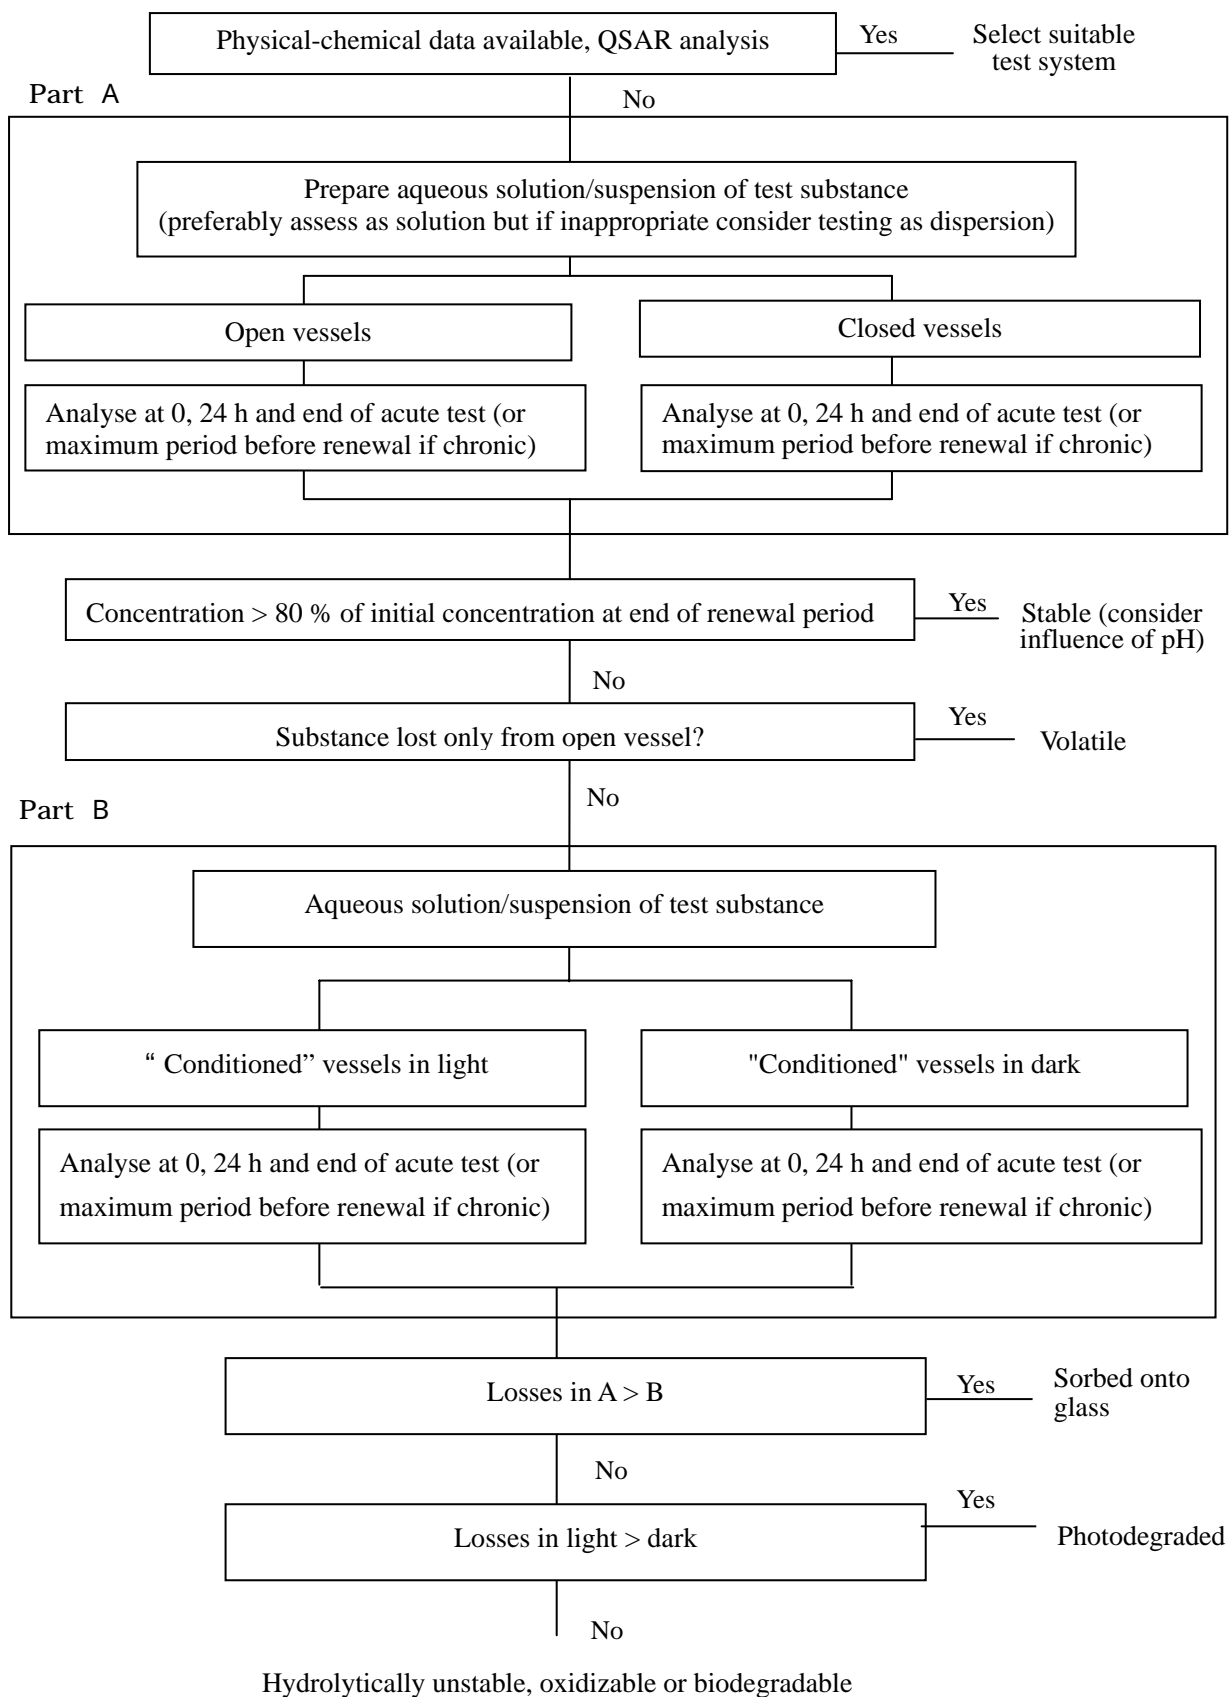 Physical-chemical data available, QSAR analysis
Yes
Select suitable
test system
Part A
No
Prepare aqueous solution/suspension of test substance
(preferably assess as solution but if inappropriate consider testing as dispersion)
Open vessels
Closed vessels
Analyse at 0, 24 h and end of acute test (or
maximum period before renewal if chronic)
Analyse at 0, 24 h and end of acute test (or
maximum period before renewal if chronic)
Concentration > 80 % of initial concentration at end of renewal period
Yes
Stable (consider
influence of pH)
No
Substance lost only from open vessel?
Yes
Volatile
No
Part B
Aqueous solution/suspension of test substance
“ Conditioned” vessels in light
"Conditioned" vessels in dark
Analyse at 0, 24 h and end of acute test (or
maximum period before renewal if chronic)
Analyse at 0, 24 h and end of acute test (or
maximum period before renewal if chronic)
Losses in A > B
Yes
Sorbed onto
glass
No
Losses in light > dark
Yes
Photodegraded
No
Hydrolytically unstable, oxidizable or biodegradable